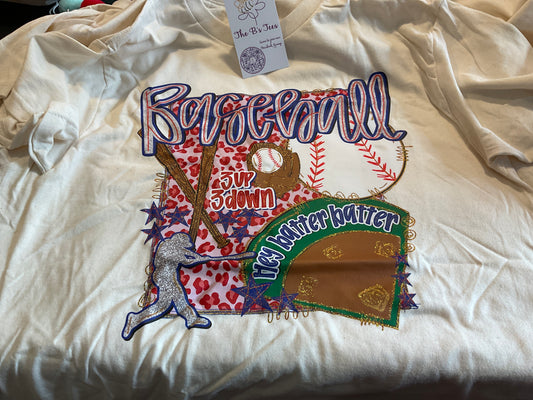 The B's Tees
Baseball
3 UP
3 DOWN
Hey batter batter